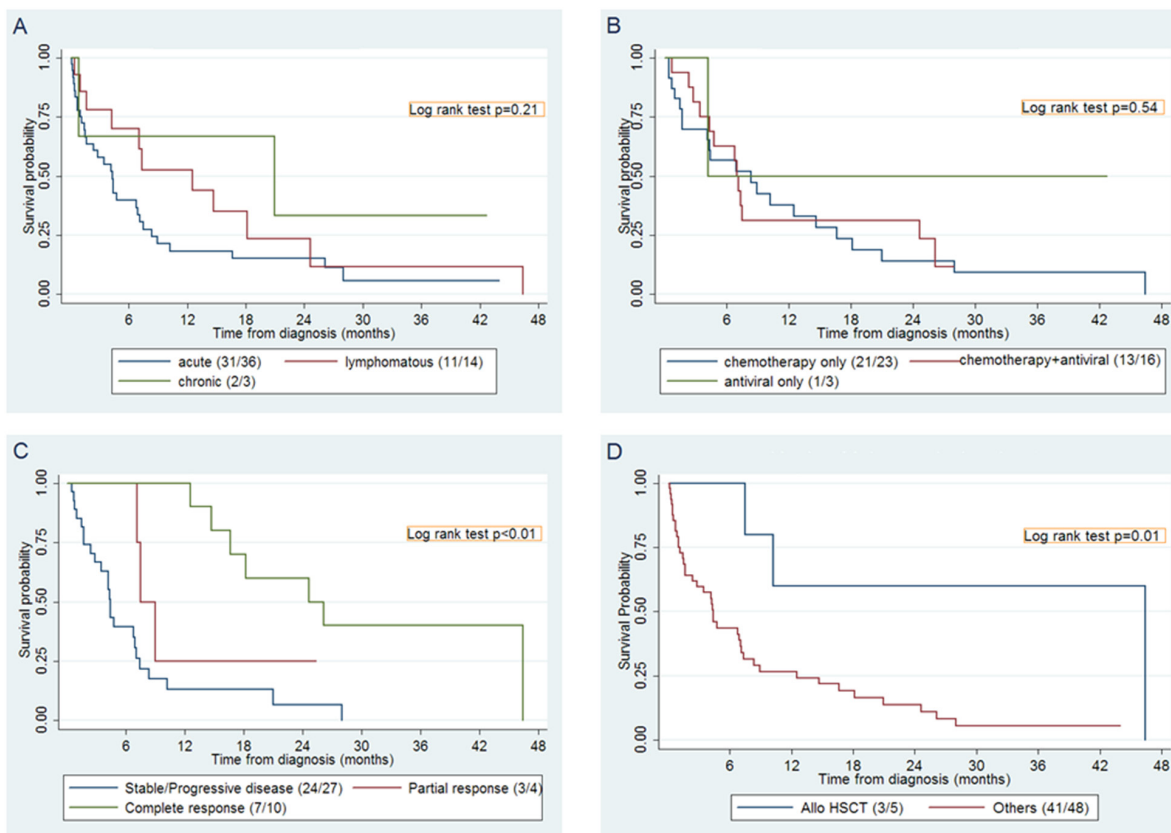 A
Survival probability
0.00 0.25 0.50 0.75 1.00
Log rank test p=0.21
6 12 18 24 30 36 42 48
Time from diagnosis (months)
acute (31/36) lymphomatous (11/14)
chronic (2/3)
B
Survival probability
0.00 0.25 0.50 0.75 1.00
Log rank test p=0.54
6 12 18 24 30 36 42 48
Time from diagnosis (months)
chemotherapy only (21/23) chemotherapy+antiviral (13/16)
antiviral only (1/3)
C
Survival probability
0.00 0.25 0.50 0.75 1.00
Log rank test p<0.01
6 12 18 24 30 36 42 48
Time from diagnosis (months)
Stable/Progressive disease (24/27) Partial response (3/4)
Complete response (7/10)
D
Survival Probability
0.00 0.25 0.50 0.75 1.00
Log rank test p=0.01
6 12 18 24 30 36 42 48
Time from diagnosis (months)
Allo HSCT (3/5) Others (41/48)